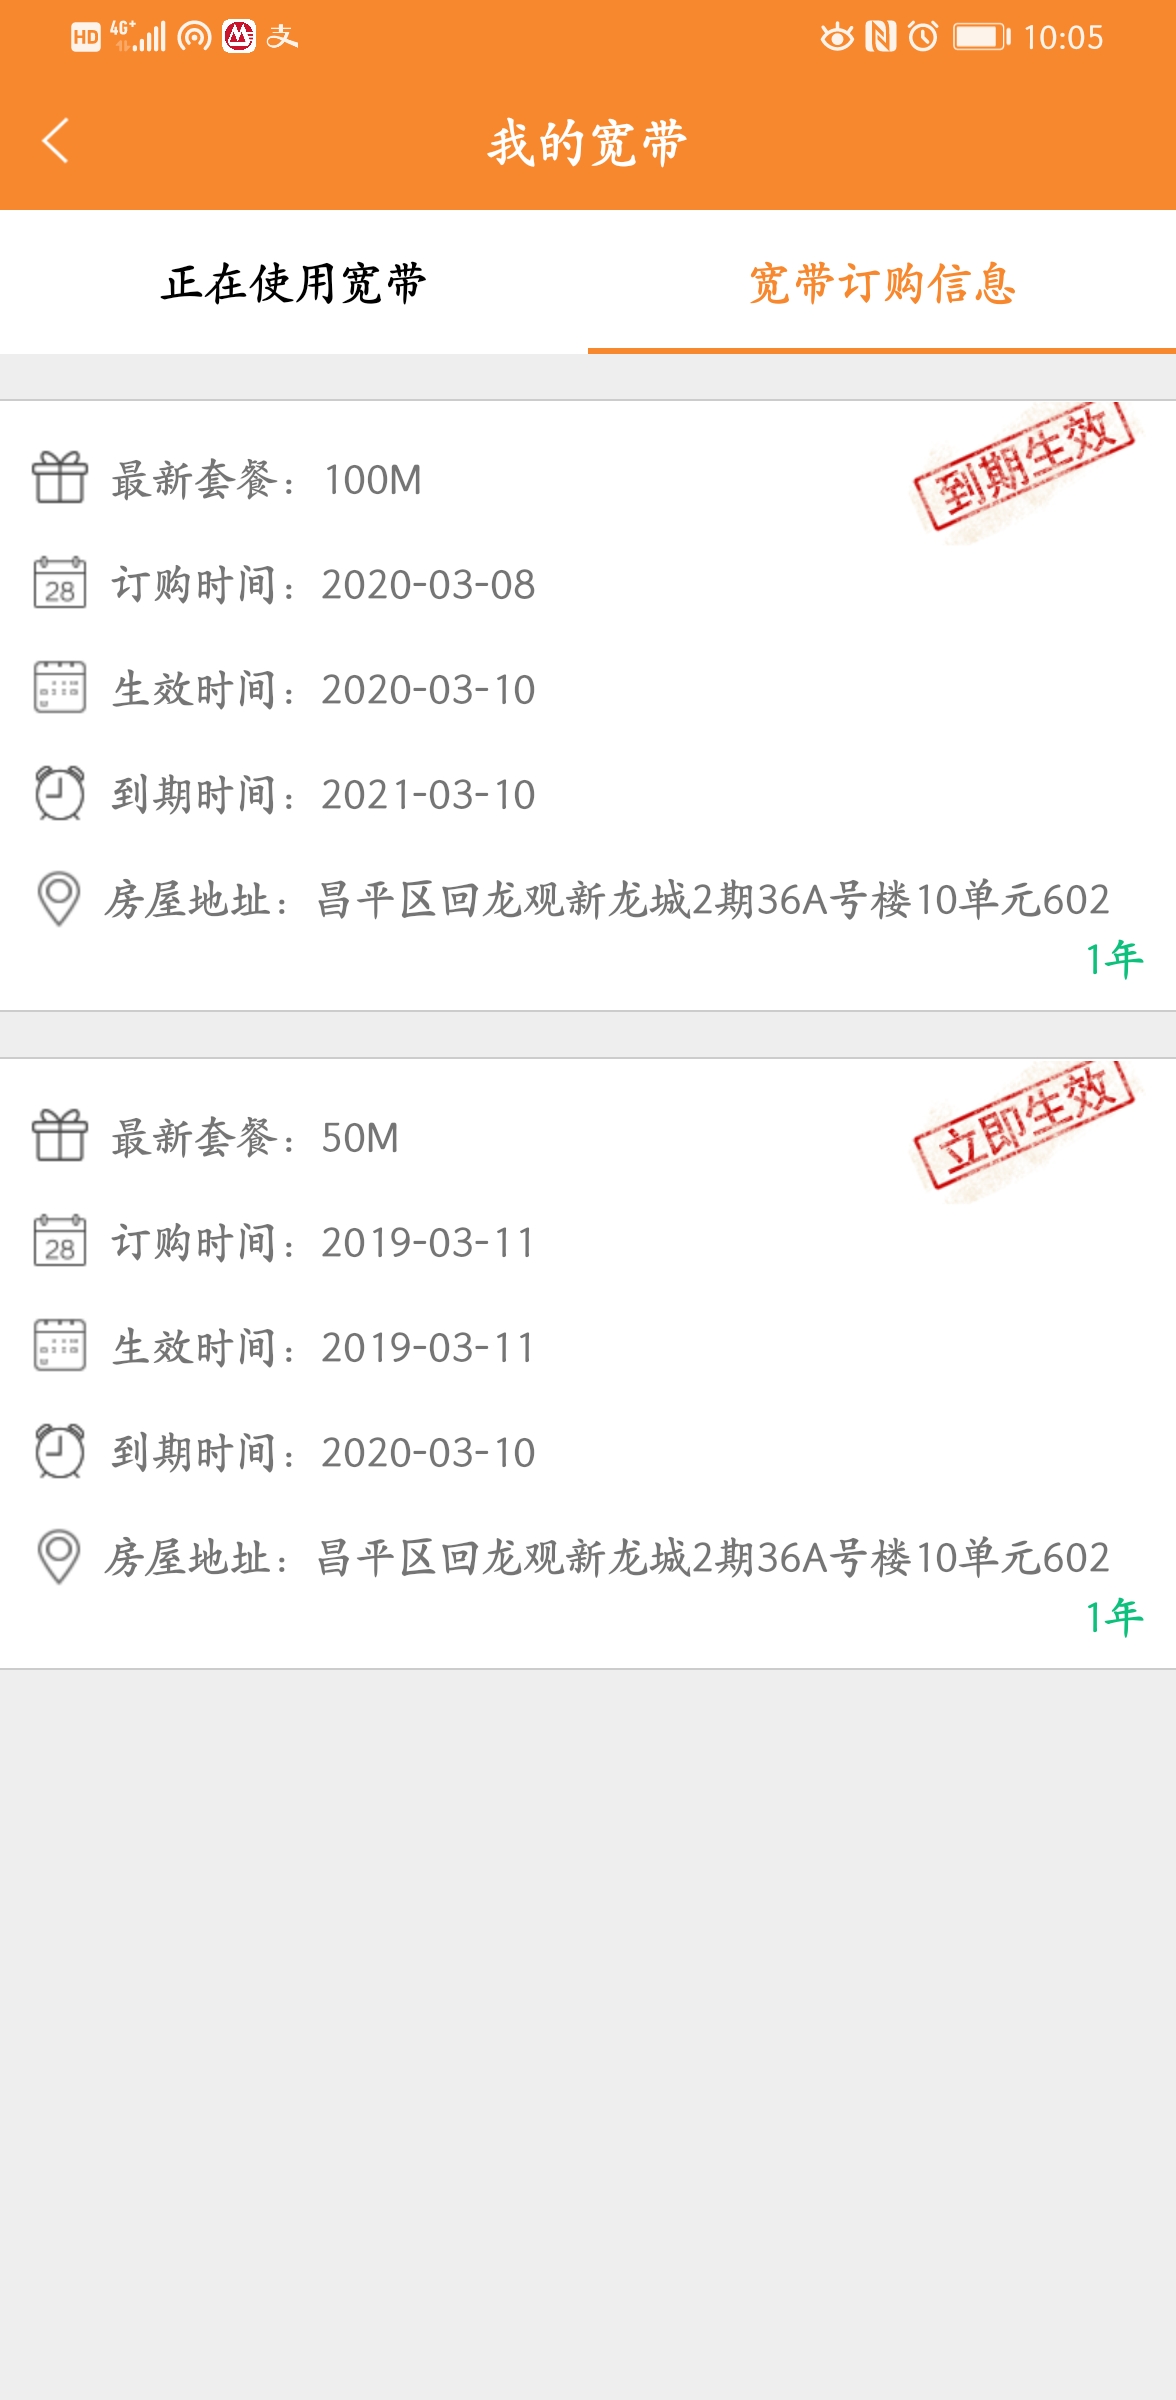 HD 4G+ 支 10:05
我的宽带
正在使用宽带 宽带订购信息
到期生效
最新套餐：100M
28 订购时间：2020-03-08
生效时间：2020-03-10
到期时间：2021-03-10
房屋地址：昌平区回龙观新龙城2期36A号楼10单元602
1年
立即生效
最新套餐：50M
28 订购时间：2019-03-11
生效时间：2019-03-11
到期时间：2020-03-10
房屋地址：昌平区回龙观新龙城2期36A号楼10单元602
1年